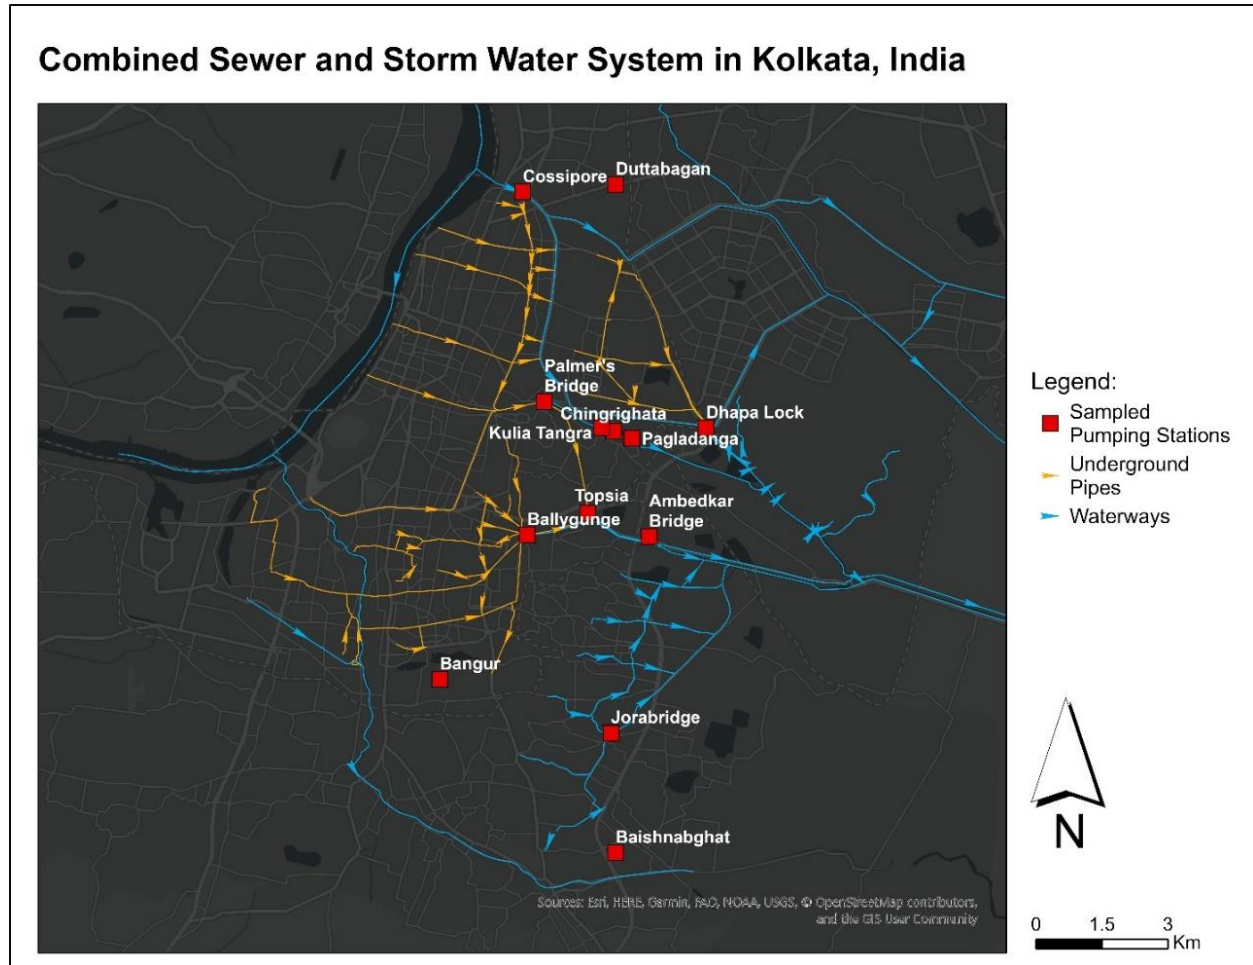 Combined Sewer and Storm Water System in Kolkata, India
Cossipore
Duttabagan
Palmer's
Bridge
Chingrighata
Dhapa Lock
Kulia Tangra
Pagladanga
Topsia
Ambedkar
Bridge
Ballygunge
Bangur
Jorabridge
Baishnabghat
Sources: Esri, HERE, Garmin, FAO, NOAA, USGS, © OpenStreetMap contributors,
and the GIS User Community
Legend:
Sampled
Pumping Stations
Underground
Pipes
Waterways
N
0 1.5 3
Km